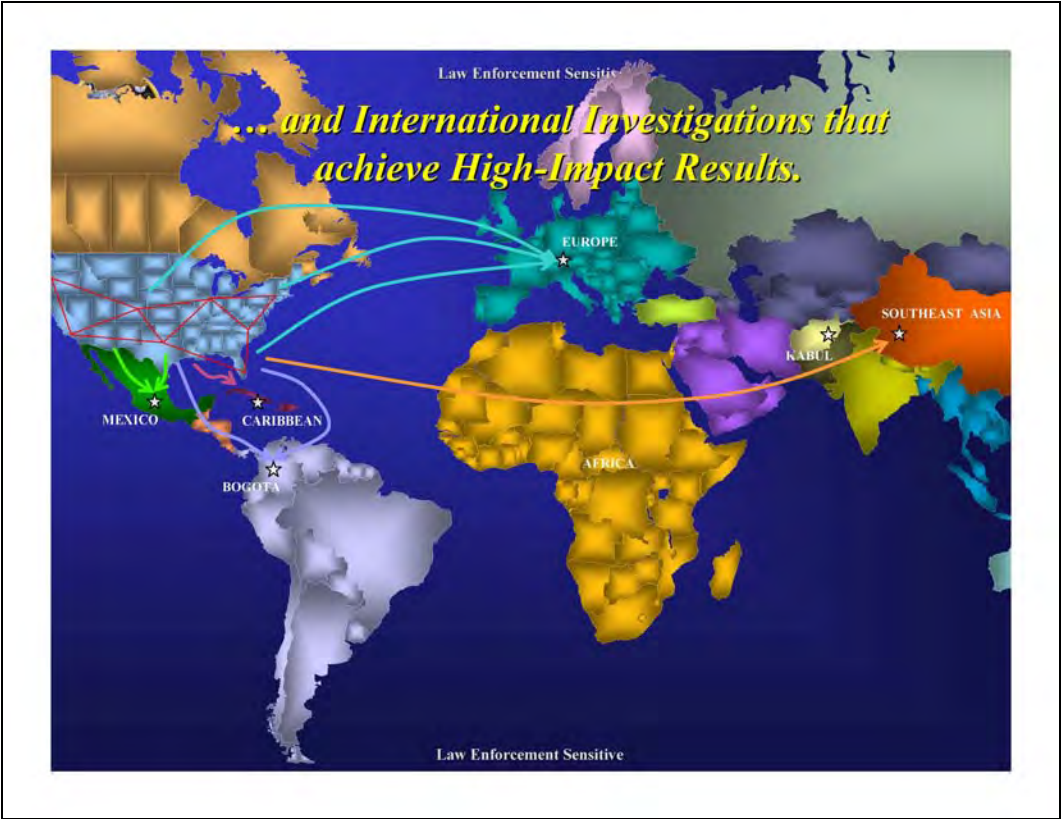 Law Enforcement Sensitiv
… and International Investigations that
achieve High-Impact Results.
EUROPE
SOUTHEAST ASIA
KABUL
MEXICO
CARIBBEAN
AFRICA
BOGOTA
Law Enforcement Sensitive